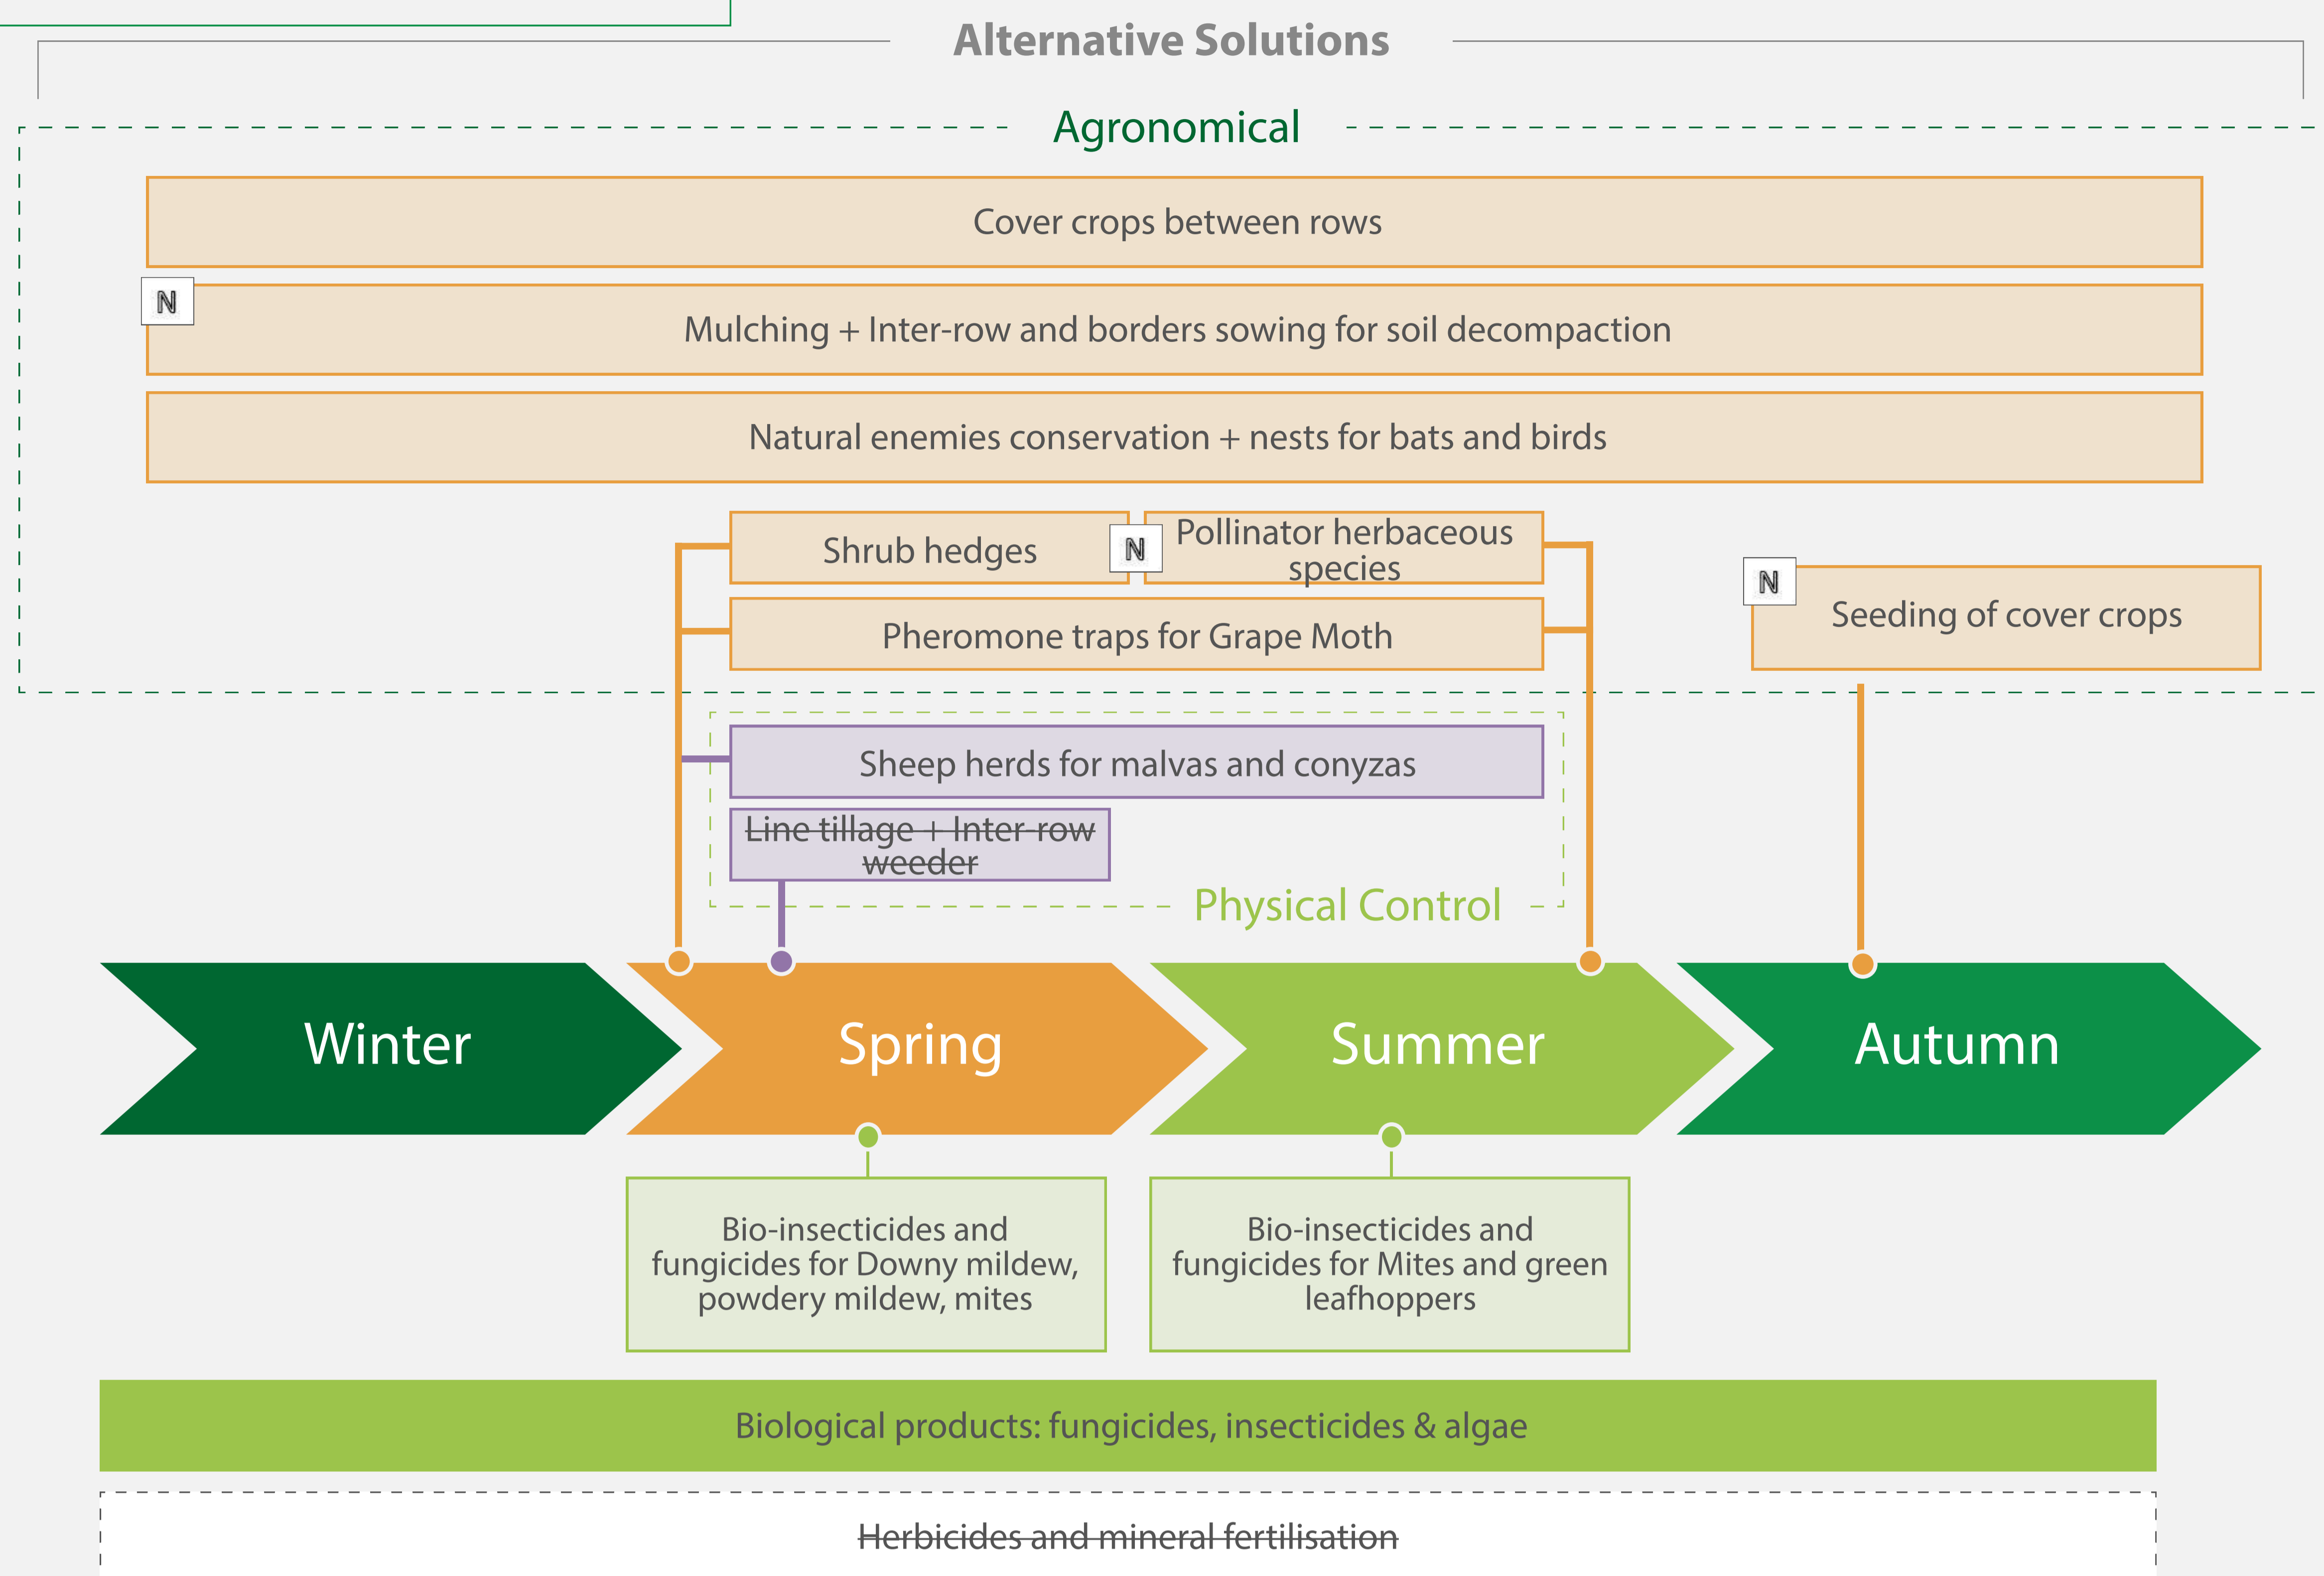 Alternative Solutions
Agronomical
Cover crops between rows
N
Mulching + Inter-row and borders sowing for soil decompaction
Natural enemies conservation + nests for bats and birds
Shrub hedges
N
Pollinator herbaceous
species
Pheromone traps for Grape Moth
N
Seeding of cover crops
Sheep herds for malvas and conyzas
Line tillage + Inter-row
weeder
Physical Control
Winter
Spring
Summer
Autumn
Bio-insecticides and
fungicides for Downy mildew,
powdery mildew, mites
Bio-insecticides and
fungicides for Mites and green
leafhoppers
Biological products: fungicides, insecticides & algae
Herbicides and mineral fertilisation